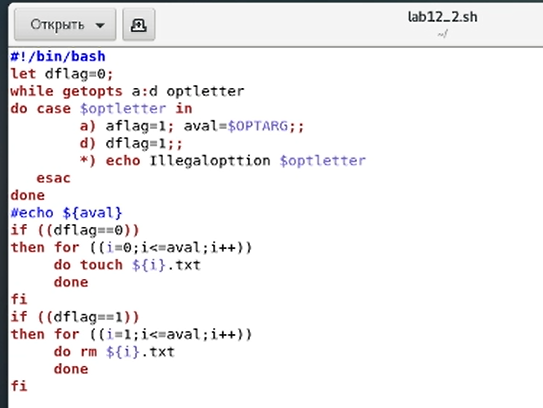 Открыть
lab12_2.sh
~/
#!/bin/bash
let dflag=0;
while getopts a:d optletter
do case $optletter in
a) aflag=1; aval=$OPTARG;;
d) dflag=1;;
*) echo Illegalopttion $optletter
esac
done
#echo ${aval}
if ((dflag==0))
then for ((i=0;i<=aval;i++))
do touch ${i}.txt
done
fi
if ((dflag==1))
then for ((i=1;i<=aval;i++))
do rm ${i}.txt
done
fi